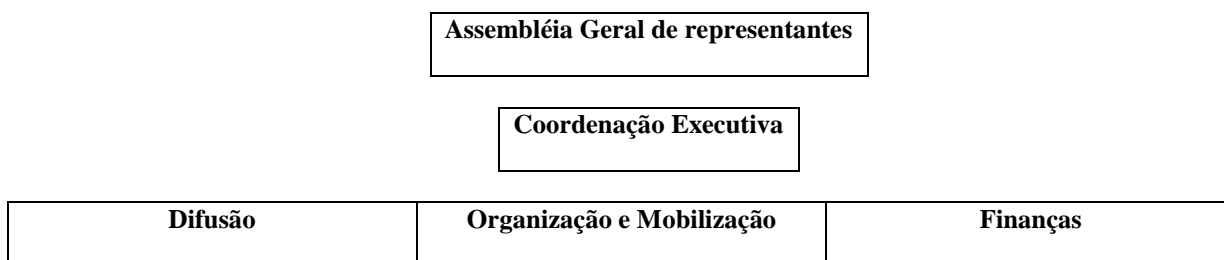 Assembléia Geral de representantes
Coordenação Executiva
Difusão
Organização e Mobilização
Finanças